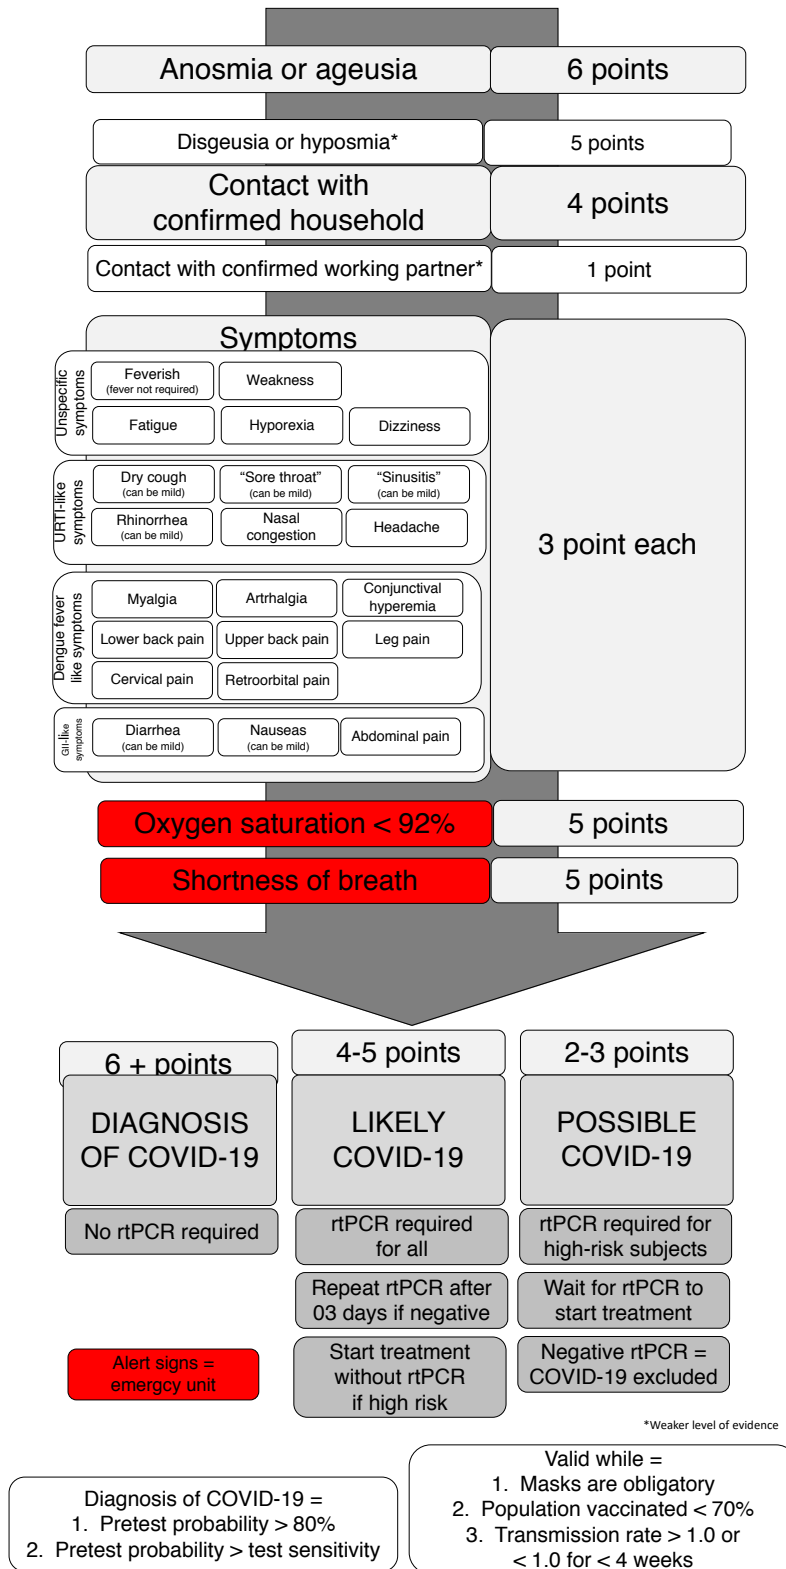 Anosmia or ageusia
6 points
Disgeusia or hyposmia*
5 points
Contact with
confirmed household
4 points
Contact with confirmed working partner*
1 point
Symptoms
3 point each
Unspecific
symptoms
Feverish
(fever not required)
Weakness
Fatigue
Hyporexia
Dizziness
URTI-like
symptoms
Dry cough
(can be mild)
“Sore throat”
(can be mild)
“Sinusitis”
(can be mild)
Rhinorrhea
(can be mild)
Nasal
congestion
Headache
Dengue fever
like symptoms
Myalgia
Artrhalgia
Conjunctival
hyperemia
Lower back pain
Upper back pain
Leg pain
Cervical pain
Retroorbital pain
GII-like
symptoms
Diarrhea
(can be mild)
Nauseas
(can be mild)
Abdominal pain
Oxygen saturation < 92%
5 points
Shortness of breath
5 points
6 + points
DIAGNOSIS
OF COVID-19
No rtPCR required
Alert signs =
emergcy unit
4-5 points
LIKELY
COVID-19
rtPCR required
for all
Repeat rtPCR after
03 days if negative
Start treatment
without rtPCR
if high risk
2-3 points
POSSIBLE
COVID-19
rtPCR required for
high-risk subjects
Wait for rtPCR to
start treatment
Negative rtPCR =
COVID-19 excluded
*Weaker level of evidence
Diagnosis of COVID-19 =
1. Pretest probability > 80%
2. Pretest probability > test sensitivity
Valid while =
1. Masks are obligatory
2. Population vaccinated < 70%
3. Transmission rate > 1.0 or
< 1.0 for < 4 weeks